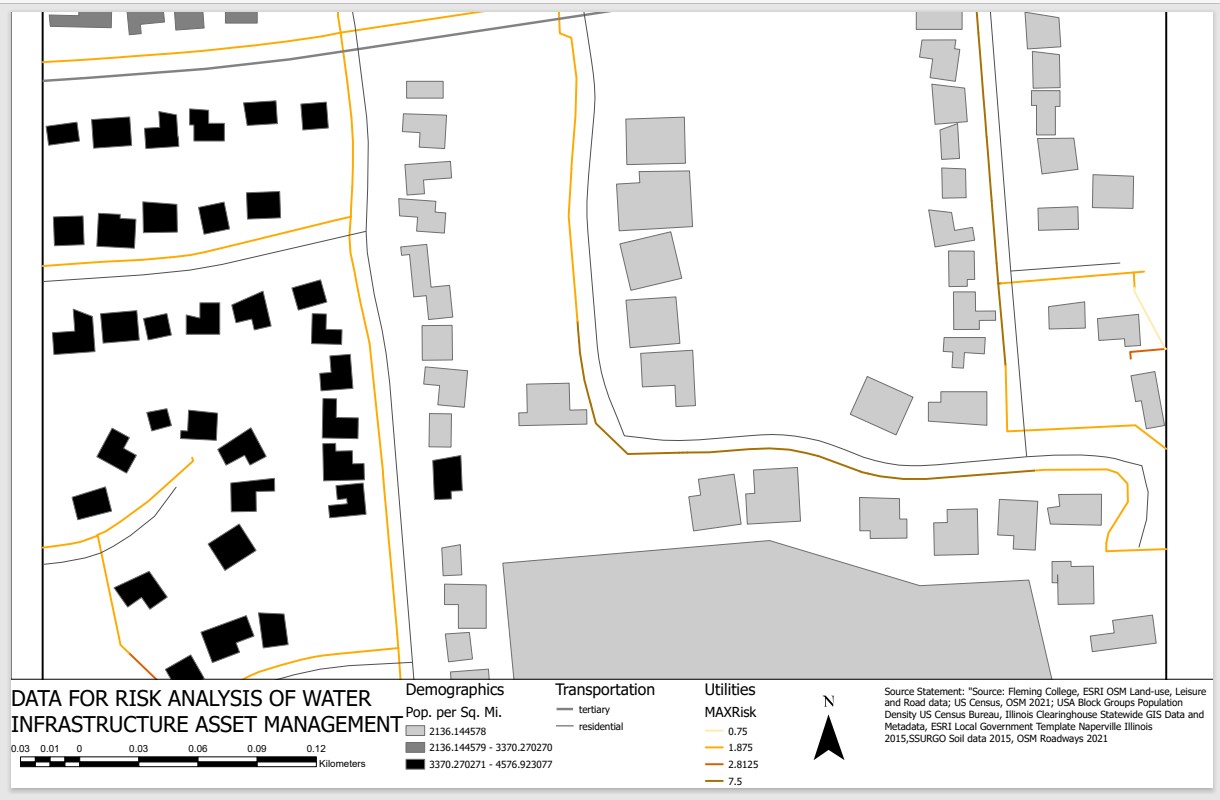 DATA FOR RISK ANALYSIS OF WATER
INFRASTRUCTURE ASSET MANAGEMENT
0.03 0.01 0 0.03 0.06 0.09 0.12
Kilometers
Demographics
Pop. per Sq. Mi.
2136.144578
2136.144579 - 3370.270270
3370.270271 - 4576.923077
Transportation
tertiary
residential
Utilities
MAXRisk
0.75
1.875
2.8125
7.5
N
Source Statement: "Source: Fleming College, ESRI OSM Land-use, Leisure
and Road data; US Census, OSM 2021; USA Block Groups Population
Density US Census Bureau, Illinois Clearinghouse Statewide GIS Data and
Metadata, ESRI Local Government Template Naperville Illinois
2015,SSURGO Soil data 2015, OSM Roadways 2021